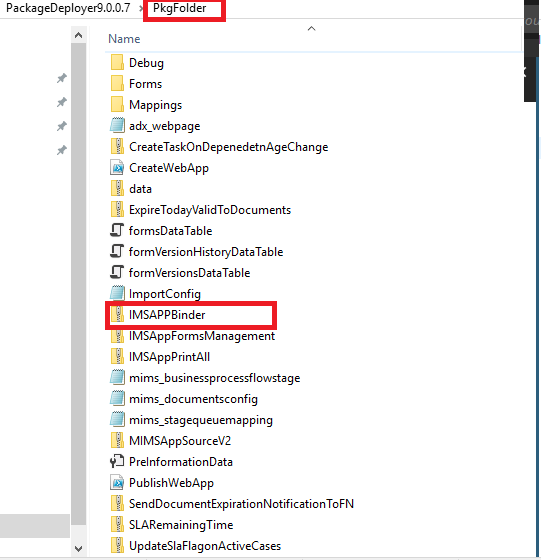 PackageDeployer9.0.0.7 › PkgFolder
Name
Debug
Forms
Mappings
adx_webpage
CreateTaskOnDepenedetnAgeChange
CreateWebApp
data
ExpireTodayValidToDocuments
formsDataTable
formVersionHistoryDataTable
formVersionsDataTable
ImportConfig
IMSAPPBinder
IMSAppFormsManagement
IMSAppPrintAll
mims_businessprocessflowstage
mims_documentsconfig
mims_stagequeuemapping
MIMSAppSourceV2
PreInformationData
PublishWebApp
SendDocumentExpirationNotificationToFN
SLARemainingTime
UpdateSlaFlagonActiveCases